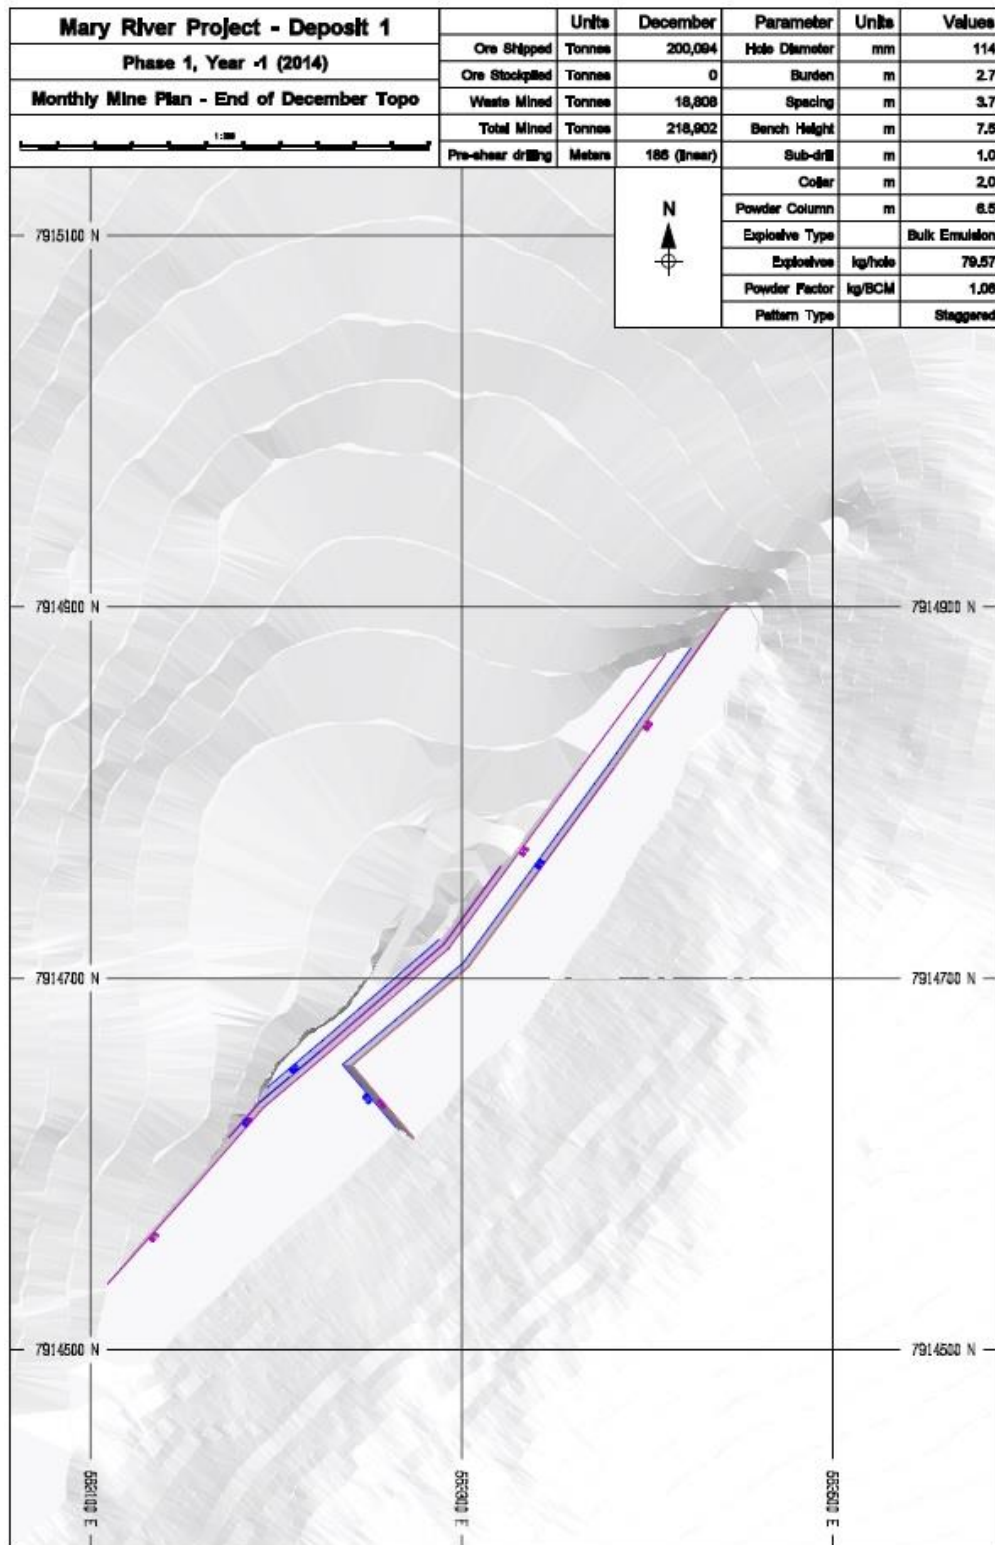 Mary River Project - Deposit 1
Phase 1, Year -1 (2014)
Monthly Mine Plan - End of December Topo
Units December
Ore Shipped Tonnes 200,094
Ore Stockpiled Tonnes 0
Waste Mined Tonnes 18,808
Total Mined Tonnes 218,902
Pre-shear drilling Meters 186 (linear)
Parameter Units Values
Hole Diameter mm 114
Burden m 2.7
Spacing m 3.7
Bench Height m 7.5
Sub-drill m 1.0
Collar m 2.0
Powder Column m 6.5
Explosive Type Bulk Emulsion
Explosives kg/hole 79.57
Powder Factor kg/BCM 1.06
Pattern Type Staggered
N
7915100 N
7914900 N 7914900 N
7914700 N 7914700 N
7914500 N 7914500 N